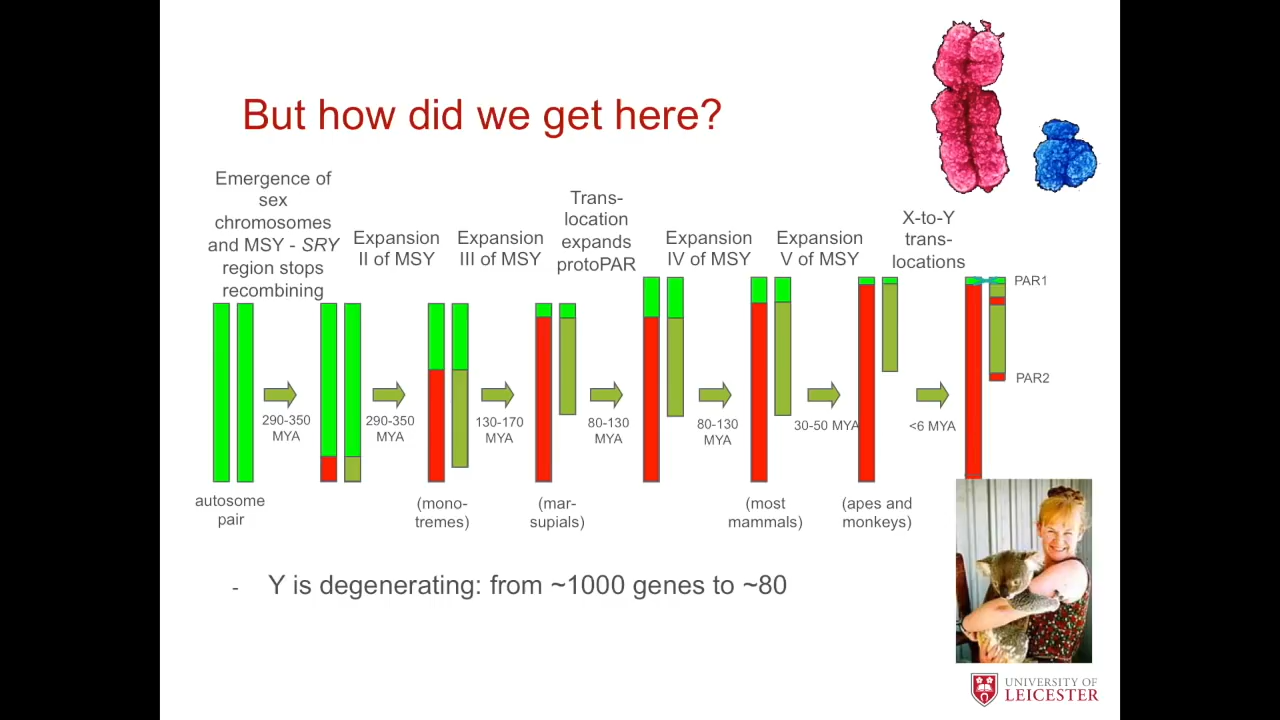 But how did we get here?
Emergence of
sex
chromosomes
and MSY - SRY
region stops
recombining
Expansion
II of MSY
Expansion
III of MSY
Trans-
location
expands
protoPAR
Expansion
IV of MSY
Expansion
V of MSY
X-to-Y
trans-
locations
PAR1
PAR2
290-350
MYA
290-350
MYA
130-170
MYA
80-130
MYA
80-130
MYA
30-50 MYA
<6 MYA
autosome
pair
(mono-
tremes)
(mar-
supials)
(most
mammals)
(apes and
monkeys)
- Y is degenerating: from ~1000 genes to ~80
UNIVERSITY OF
LEICESTER